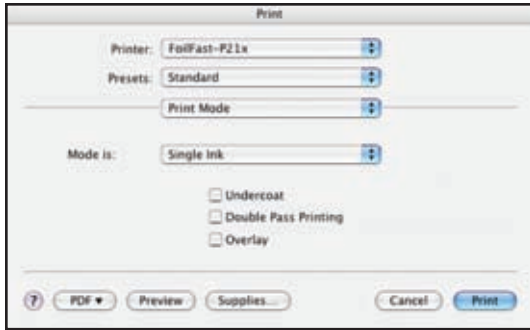 Print
Printer: FoilFast-P21x
Presets: Standard
Print Mode
Mode is: Single Ink
Undercoat
Double Pass Printing
Overlay
? PDF ▼ Preview Supplies... Cancel Print